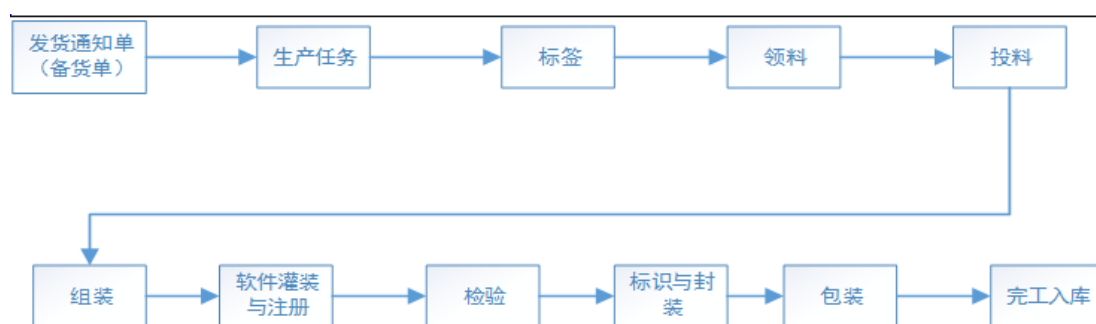 发货通知单
（备货单）
生产任务
标签
领料
投料
组装
软件灌装
与注册
检验
标识与封
装
包装
完工入库